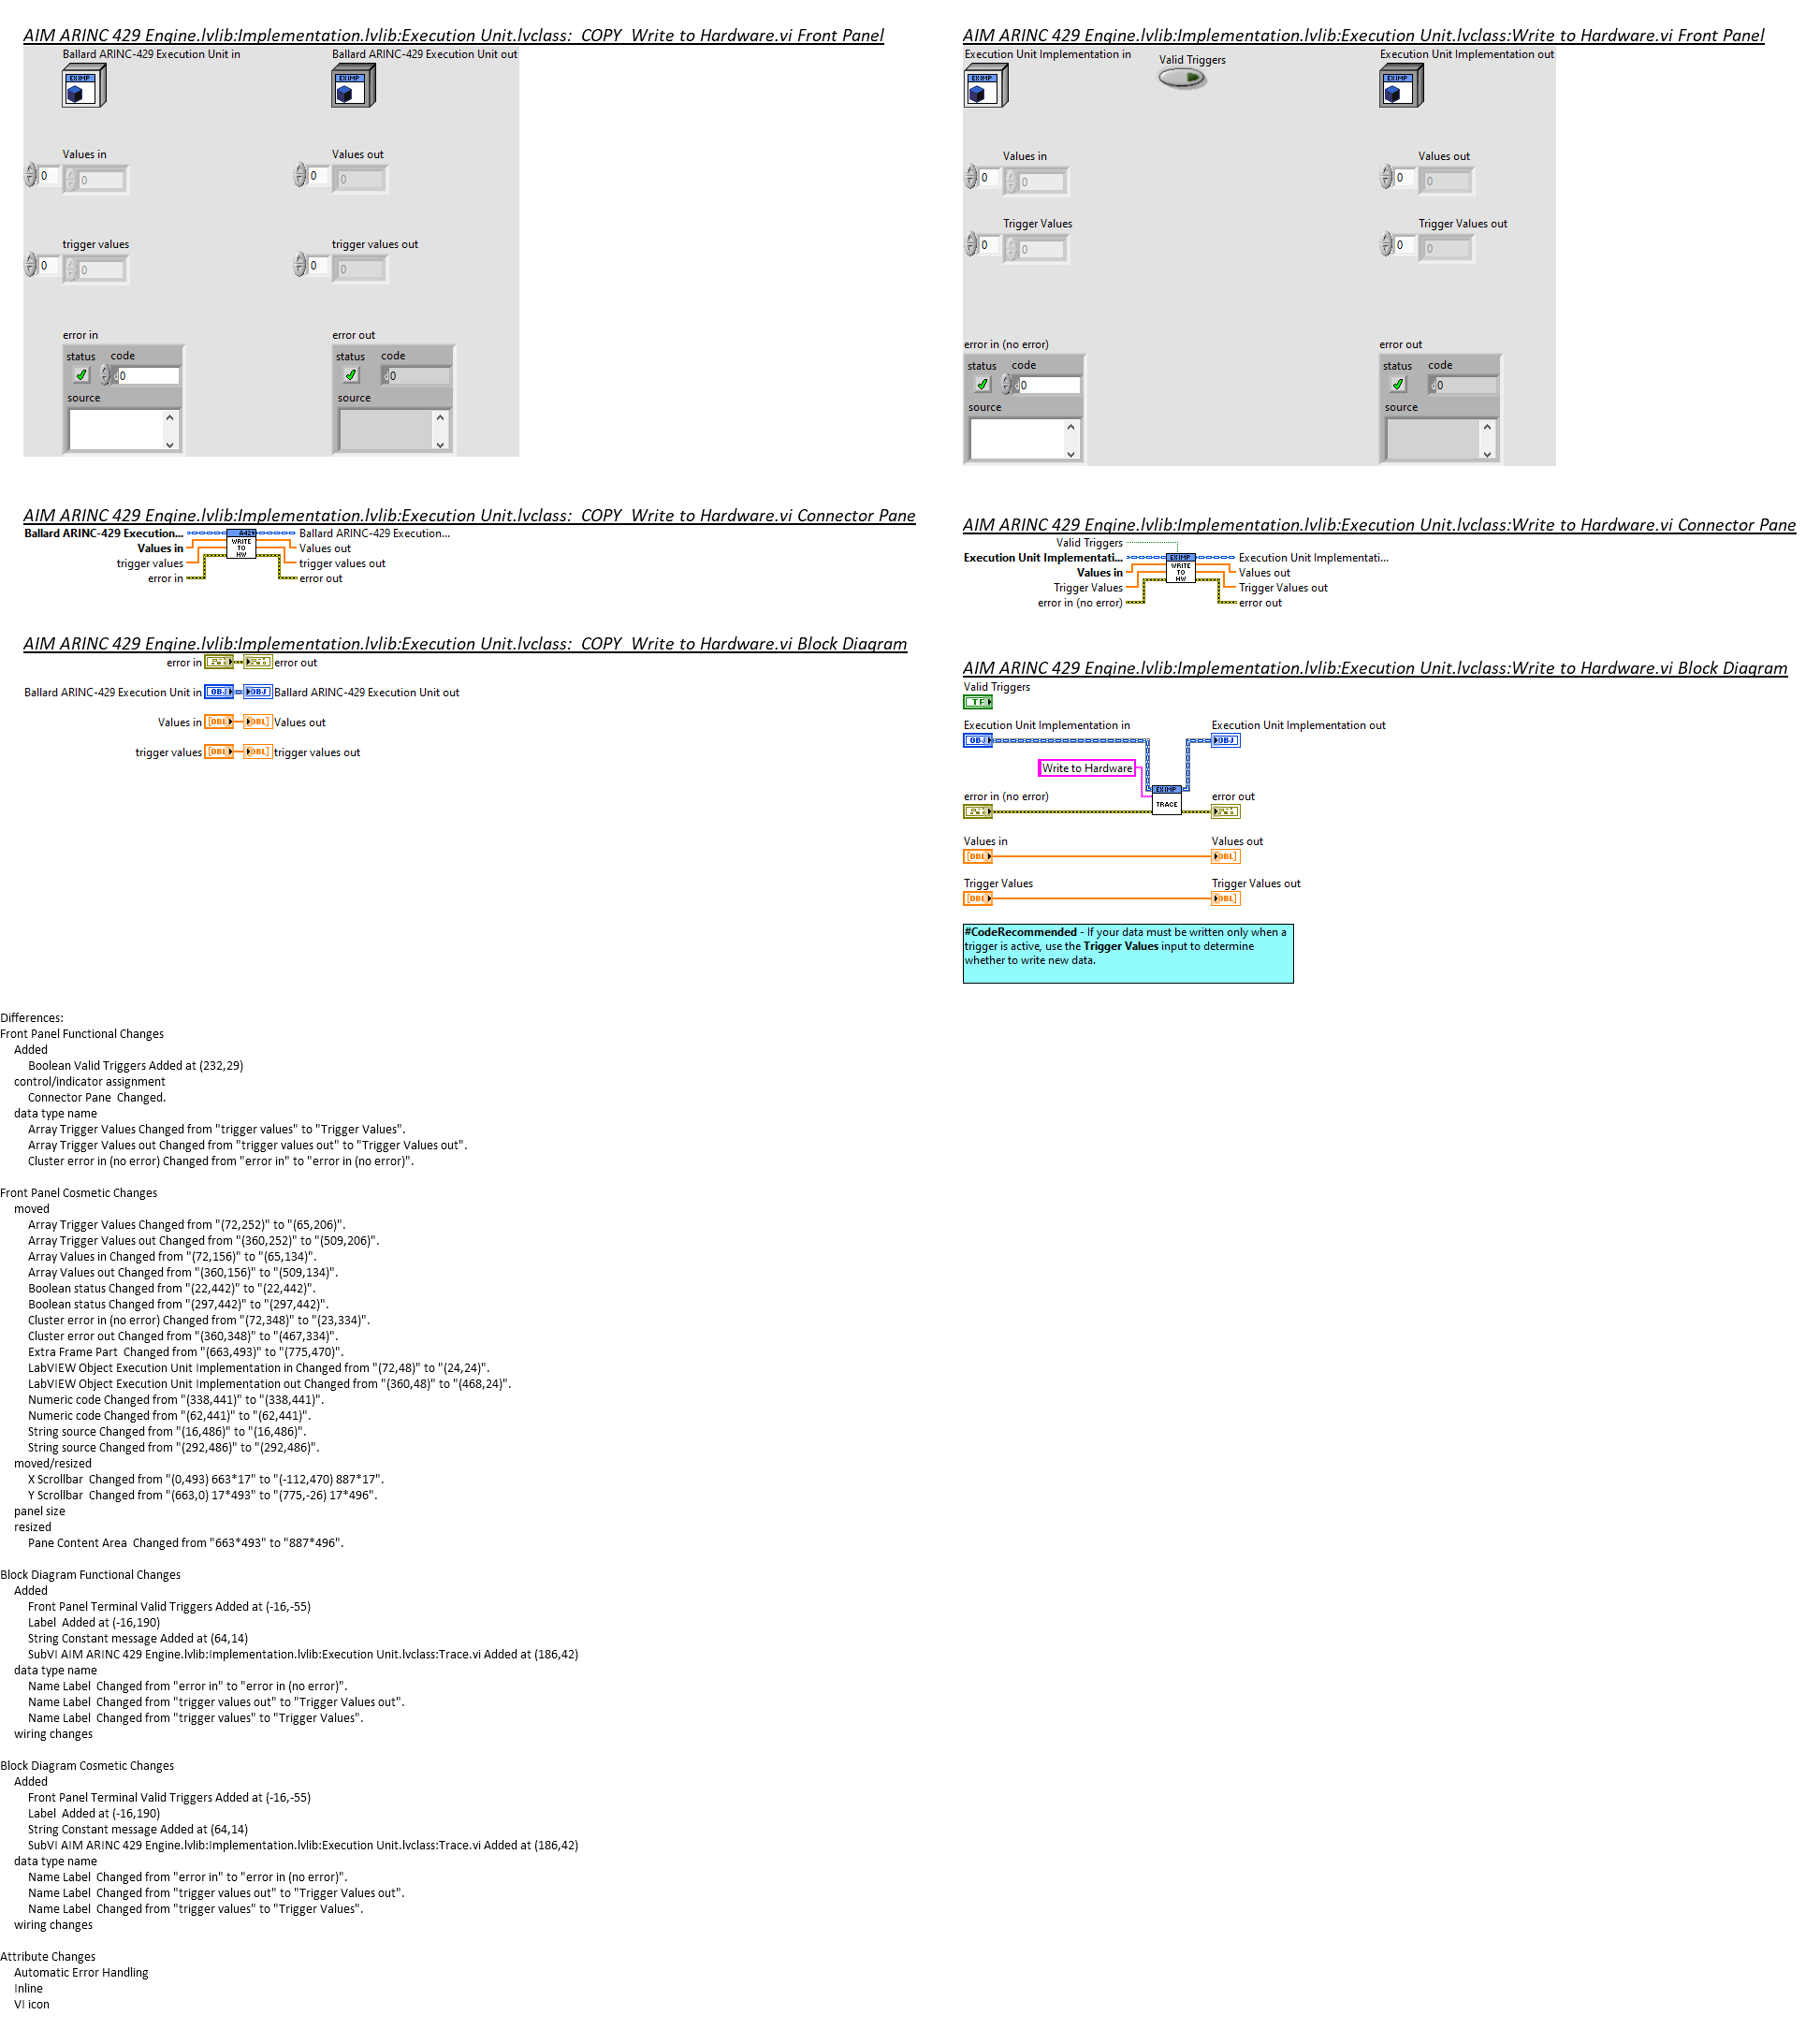 AIM ARINC 429 Engine.lvlib:Implementation.lvlib:Execution Unit.lvclass:_COPY_Write to Hardware.vi Front Panel
Ballard ARINC-429 Execution Unit in
Ballard ARINC-429 Execution Unit out
EXIMP
EXIMP
Values in
Values out
0
0
0
0
trigger values
trigger values out
0
0
0
0
error in
error out
status
code
status
code
d0
d0
source
source
AIM ARINC 429 Engine.lvlib:Implementation.lvlib:Execution Unit.lvclass:_COPY_Write to Hardware.vi Connector Pane
Ballard ARINC-429 Execution...
Ballard ARINC-429 Execution...
A429
WRITE
TO
HW
Values in
Values out
trigger values
trigger values out
error in
error out
AIM ARINC 429 Engine.lvlib:Implementation.lvlib:Execution Unit.lvclass:_COPY_Write to Hardware.vi Block Diagram
error in
error out
Ballard ARINC-429 Execution Unit in
OBJ
OBJ
Ballard ARINC-429 Execution Unit out
Values in
[DBL]
[DBL]
Values out
trigger values
[DBL]
[DBL]
trigger values out
AIM ARINC 429 Engine.lvlib:Implementation.lvlib:Execution Unit.lvclass:Write to Hardware.vi Front Panel
Execution Unit Implementation in
Valid Triggers
Execution Unit Implementation out
EXIMP
EXIMP
Values in
Values out
0
0
0
0
Trigger Values
Trigger Values out
0
0
0
0
error in (no error)
error out
status
code
status
code
d0
d0
source
source
AIM ARINC 429 Engine.lvlib:Implementation.lvlib:Execution Unit.lvclass:Write to Hardware.vi Connector Pane
Valid Triggers
Execution Unit Implementati...
Execution Unit Implementati...
EXIMP
WRITE
TO
HW
Values in
Values out
Trigger Values
Trigger Values out
error in (no error)
error out
AIM ARINC 429 Engine.lvlib:Implementation.lvlib:Execution Unit.lvclass:Write to Hardware.vi Block Diagram
Valid Triggers
TF
Execution Unit Implementation in
Execution Unit Implementation out
OBJ
OBJ
Write to Hardware
EXIMP
TRACE
error in (no error)
error out
Values in
Values out
[DBL]
[DBL]
Trigger Values
Trigger Values out
[DBL]
[DBL]
#CodeRecommended - If your data must be written only when a
trigger is active, use the Trigger Values input to determine
whether to write new data.
Differences:
Front Panel Functional Changes
Added
Boolean Valid Triggers Added at (232,29)
control/indicator assignment
Connector Pane  Changed.
data type name
Array Trigger Values Changed from "trigger values" to "Trigger Values".
Array Trigger Values out Changed from "trigger values out" to "Trigger Values out".
Cluster error in (no error) Changed from "error in" to "error in (no error)".
Front Panel Cosmetic Changes
moved
Array Trigger Values Changed from "(72,252)" to "(65,206)".
Array Trigger Values out Changed from "(360,252)" to "(509,206)".
Array Values in Changed from "(72,156)" to "(65,134)".
Array Values out Changed from "(360,156)" to "(509,134)".
Boolean status Changed from "(22,442)" to "(22,442)".
Boolean status Changed from "(297,442)" to "(297,442)".
Cluster error in (no error) Changed from "(72,348)" to "(23,334)".
Cluster error out Changed from "(360,348)" to "(467,334)".
Extra Frame Part  Changed from "(663,493)" to "(775,470)".
LabVIEW Object Execution Unit Implementation in Changed from "(72,48)" to "(24,24)".
LabVIEW Object Execution Unit Implementation out Changed from "(360,48)" to "(468,24)".
Numeric code Changed from "(338,441)" to "(338,441)".
Numeric code Changed from "(62,441)" to "(62,441)".
String source Changed from "(16,486)" to "(16,486)".
String source Changed from "(292,486)" to "(292,486)".
moved/resized
X Scrollbar  Changed from "(0,493) 663*17" to "(-112,470) 887*17".
Y Scrollbar  Changed from "(663,0) 17*493" to "(775,-26) 17*496".
panel size
resized
Pane Content Area  Changed from "663*493" to "887*496".
Block Diagram Functional Changes
Added
Front Panel Terminal Valid Triggers Added at (-16,-55)
Label  Added at (-16,190)
String Constant message Added at (64,14)
SubVI AIM ARINC 429 Engine.lvlib:Implementation.lvlib:Execution Unit.lvclass:Trace.vi Added at (186,42)
data type name
Name Label  Changed from "error in" to "error in (no error)".
Name Label  Changed from "trigger values out" to "Trigger Values out".
Name Label  Changed from "trigger values" to "Trigger Values".
wiring changes
Block Diagram Cosmetic Changes
Added
Front Panel Terminal Valid Triggers Added at (-16,-55)
Label  Added at (-16,190)
String Constant message Added at (64,14)
SubVI AIM ARINC 429 Engine.lvlib:Implementation.lvlib:Execution Unit.lvclass:Trace.vi Added at (186,42)
data type name
Name Label  Changed from "error in" to "error in (no error)".
Name Label  Changed from "trigger values out" to "Trigger Values out".
Name Label  Changed from "trigger values" to "Trigger Values".
wiring changes
Attribute Changes
Automatic Error Handling
Inline
VI icon